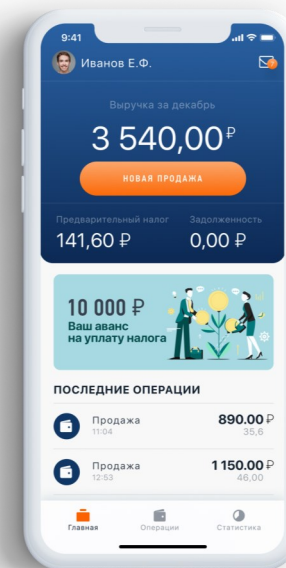 9:41
Иванов Е.Ф.
Выручка за декабрь
3 540,00 ₽
НОВАЯ ПРОДАЖА
Предварительный налог
Задолженность
141,60 ₽
0,00 ₽
10 000 ₽
Ваш аванс
на уплату налога
ПОСЛЕДНИЕ ОПЕРАЦИИ
Продажа
890.00 ₽
11:04
35,6
Продажа
1 150.00 ₽
12:53
46,00
Главная
Операции
Статистика